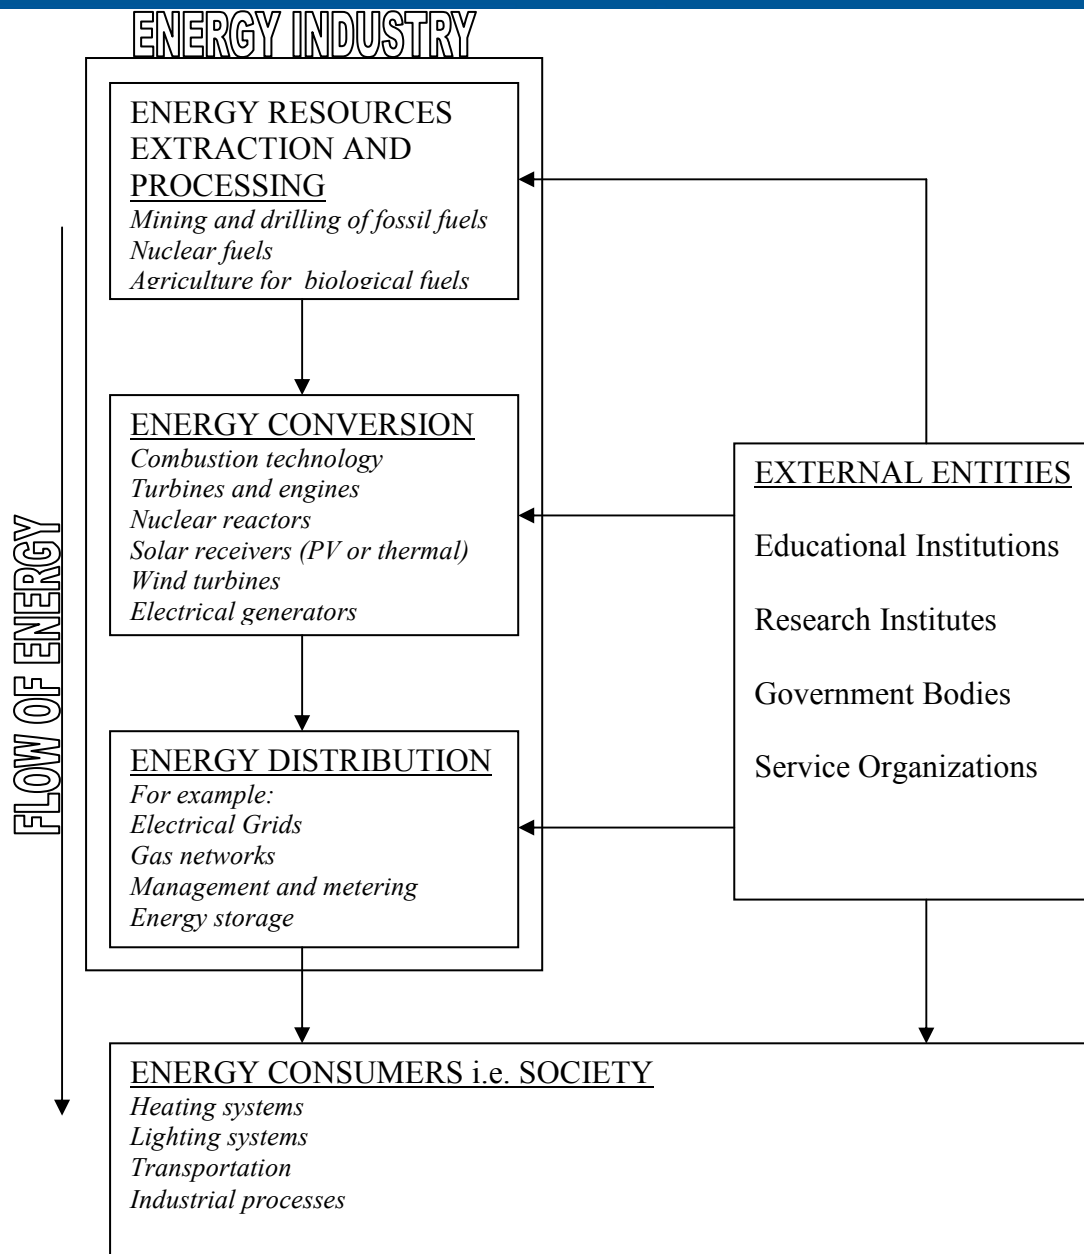 ENERGY INDUSTRY
ENERGY RESOURCES
EXTRACTION AND
PROCESSING
Mining and drilling of fossil fuels
Nuclear fuels
Agriculture for biological fuels
ENERGY CONVERSION
Combustion technology
Turbines and engines
Nuclear reactors
Solar receivers (PV or thermal)
Wind turbines
Electrical generators
ENERGY DISTRIBUTION
For example:
Electrical Grids
Gas networks
Management and metering
Energy storage
EXTERNAL ENTITIES
Educational Institutions
Research Institutes
Government Bodies
Service Organizations
FLOW OF ENERGY
ENERGY CONSUMERS i.e. SOCIETY
Heating systems
Lighting systems
Transportation
Industrial processes